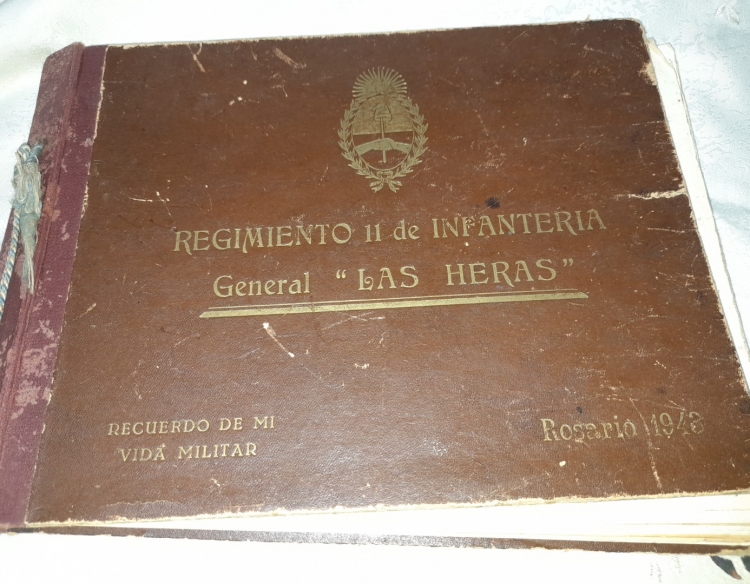 REGIMIENTO 11 de INFANTERIA
General "LAS HERAS"
RECUERDO DE MI
VIDA MILITAR
Rosario 1943